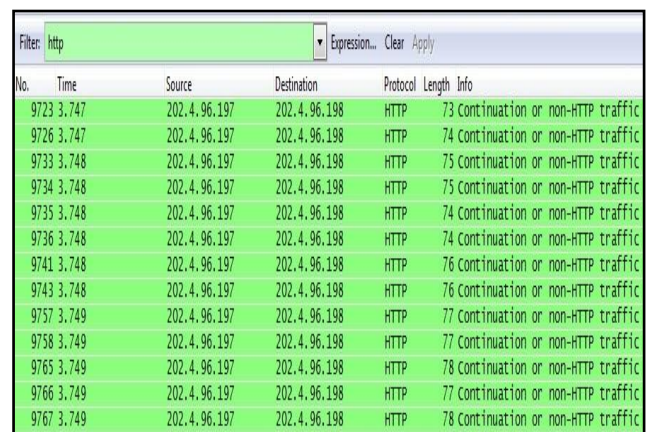 Filter: http Expression... Clear Apply
No. Time Source Destination Protocol Length Info
9723 3.747 202.4.96.197 202.4.96.198 HTTP 73 Continuation or non-HTTP traffic
9726 3.747 202.4.96.197 202.4.96.198 HTTP 74 Continuation or non-HTTP traffic
9733 3.748 202.4.96.197 202.4.96.198 HTTP 75 Continuation or non-HTTP traffic
9734 3.748 202.4.96.197 202.4.96.198 HTTP 75 Continuation or non-HTTP traffic
9735 3.748 202.4.96.197 202.4.96.198 HTTP 74 Continuation or non-HTTP traffic
9736 3.748 202.4.96.197 202.4.96.198 HTTP 74 Continuation or non-HTTP traffic
9741 3.748 202.4.96.197 202.4.96.198 HTTP 76 Continuation or non-HTTP traffic
9743 3.748 202.4.96.197 202.4.96.198 HTTP 76 Continuation or non-HTTP traffic
9757 3.749 202.4.96.197 202.4.96.198 HTTP 77 Continuation or non-HTTP traffic
9758 3.749 202.4.96.197 202.4.96.198 HTTP 77 Continuation or non-HTTP traffic
9765 3.749 202.4.96.197 202.4.96.198 HTTP 78 Continuation or non-HTTP traffic
9766 3.749 202.4.96.197 202.4.96.198 HTTP 77 Continuation or non-HTTP traffic
9767 3.749 202.4.96.197 202.4.96.198 HTTP 78 Continuation or non-HTTP traffic